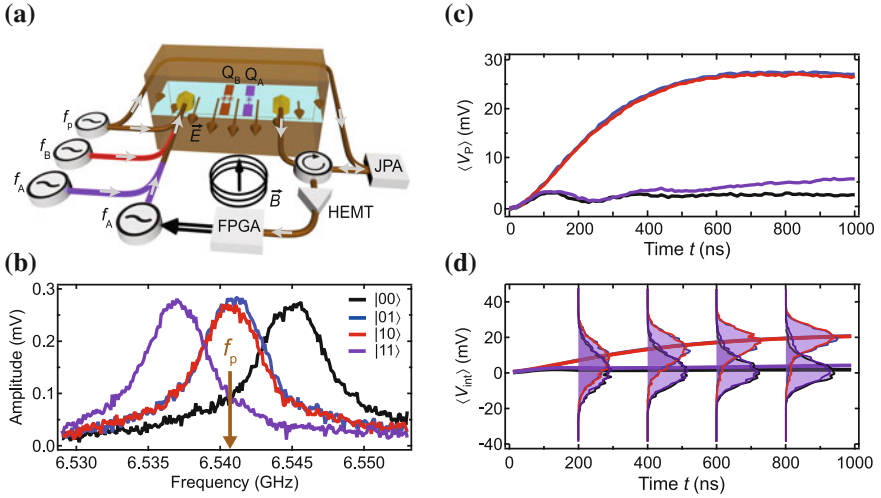 (a)
Q_B Q_A
f_p
f_B
f_A
f_A
E
B
JPA
HEMT
FPGA
(b)
Amplitude (mV)
0.3
0.2
0.1
0.0
|00⟩
|01⟩
|10⟩
|11⟩
f_p
6.530 6.535 6.540 6.545 6.550
Frequency (GHz)
(c)
⟨V_P⟩ (mV)
30
20
10
0
0 200 400 600 800 1000
Time t (ns)
(d)
⟨V_int⟩ (mV)
40
20
0
-20
-40
0 200 400 600 800 1000
Time t (ns)